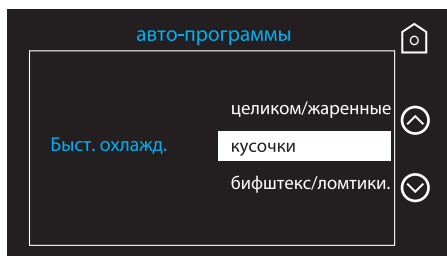 авто-программы
целиком/жаренные
Быст. охлажд.
кусочки
бифштекс/ломтики.